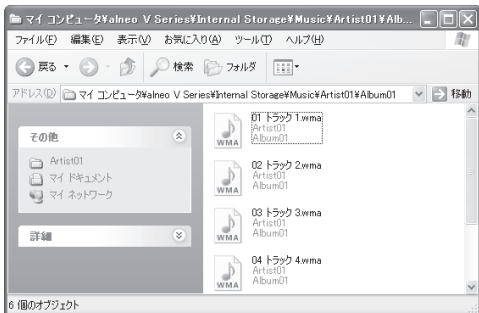 マイ コンピュータ¥alneo V Series¥Internal Storage¥Music¥Artist01¥Alb...
ファイル(F) 編集(E) 表示(V) お気に入り(A) ツール(T) ヘルプ(H)
戻る 検索 フォルダ
アドレス(D) マイ コンピュータ¥alneo V Series¥Internal Storage¥Music¥Artist01¥Album01 移動
その他
Artist01
マイ ドキュメント
マイ ネットワーク
詳細
WMA
01 トラック 1.wma
Artist01
Album01
WMA
02 トラック 2.wma
Artist01
Album01
WMA
03 トラック 3.wma
Artist01
Album01
WMA
04 トラック 4.wma
Artist01
Album01
6 個のオブジェクト